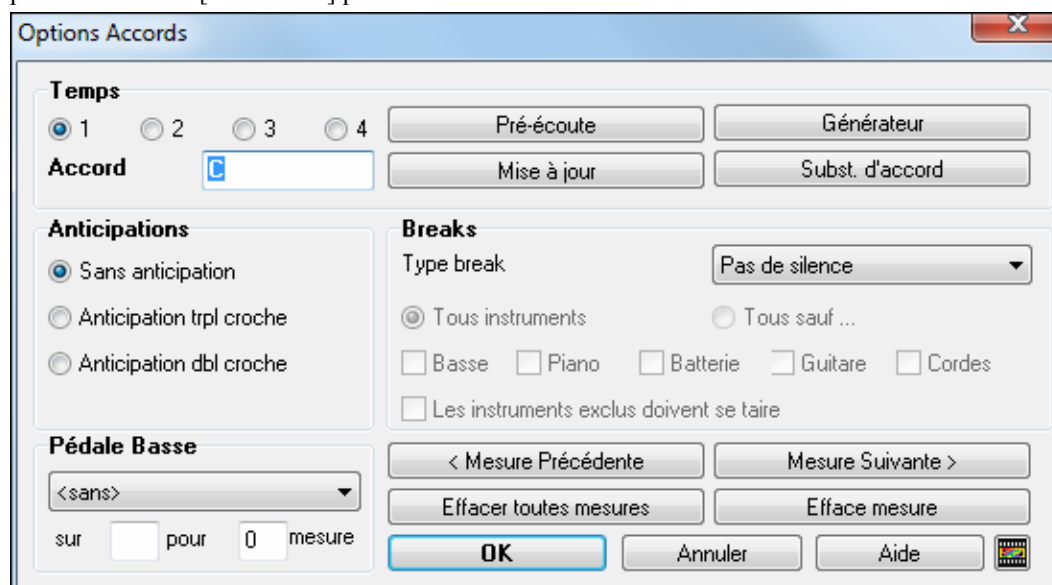 Options Accords
X
Temps
1 2 3 4
Pré-écoute
Générateur
Accord
C
Mise à jour
Subst. d'accord
Anticipations
Sans anticipation
Anticipation trpl croche
Anticipation dbl croche
Breaks
Type break
Pas de silence
Tous instruments
Tous sauf ...
Basse Piano Batterie Guitare Cordes
Les instruments exclus doivent se taire
Pédale Basse
<sans>
sur pour 0 mesure
< Mesure Précédente
Mesure Suivante >
Effacer toutes mesures
Efface mesure
OK
Annuler
Aide